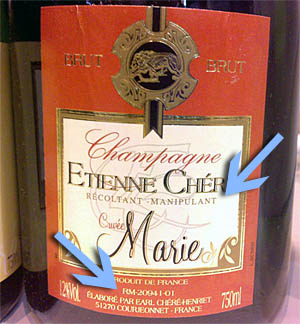 BRUT BRUT
Champagne
ETIENNE CHÉR
RÉCOLTANT-MANIPULANT
Cuvée
Marie
PRODUIT DE FRANCE
RM-20941-01
12%Vol ÉLABORÉ PAR EARL CHÉRÉ-HENRIET 750ml
51270 COURJEONNET - FRANCE